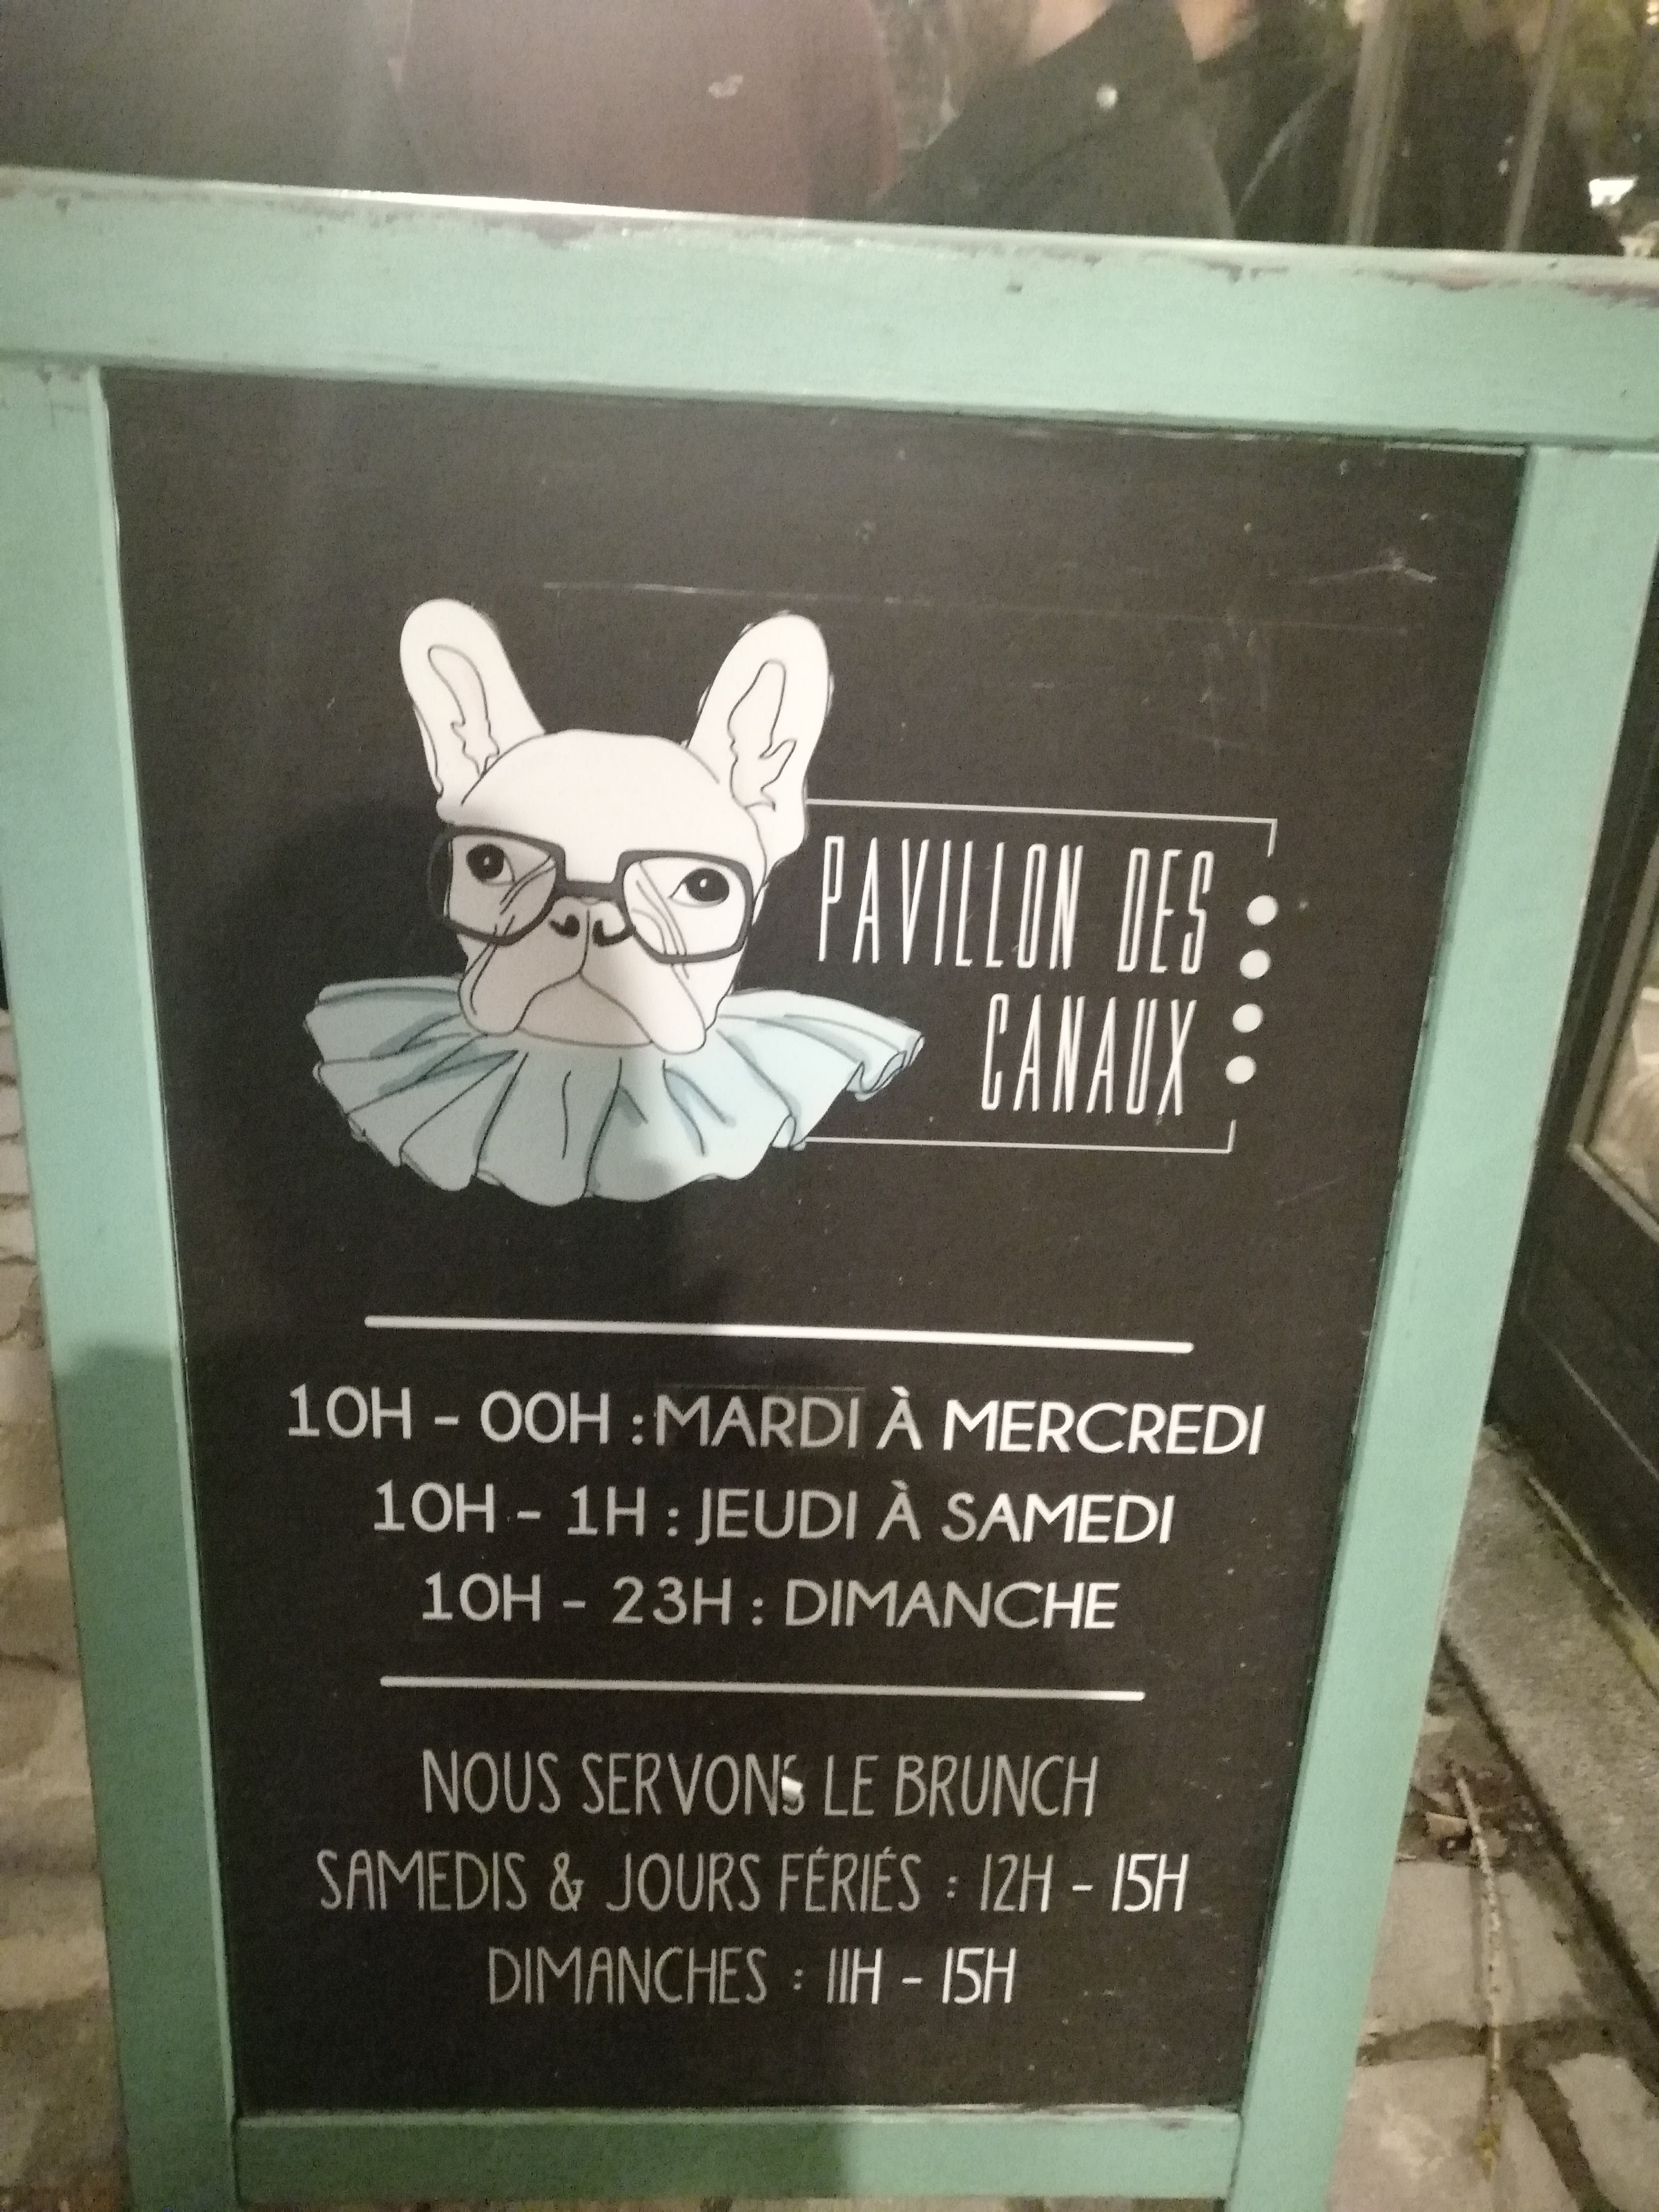 PAVILLON DES
CANAUX
10H - 00H : MARDI À MERCREDI
10H - 1H : JEUDI À SAMEDI
10H - 23H : DIMANCHE
NOUS SERVONS LE BRUNCH
SAMEDIS & JOURS FÉRIÉS : 12H - 15H
DIMANCHES : 11H - 15H